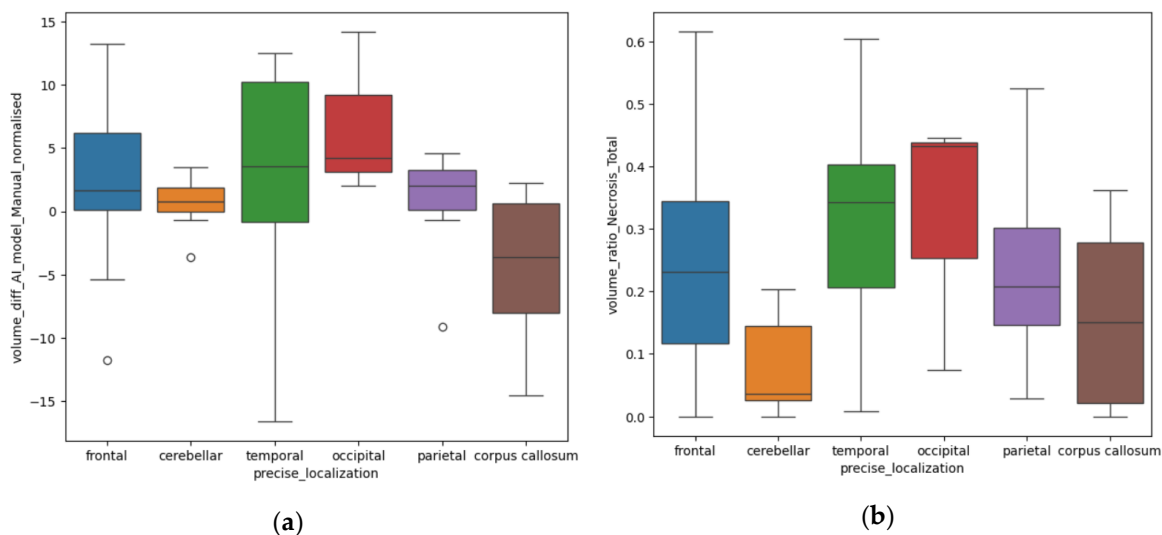 volume_diff_AI_model_Manual_normalised
15
10
5
0
−5
−10
−15
frontal cerebellar temporal occipital parietal corpus callosum
precise_localization
(a)
volume_ratio_Necrosis_Total
0.6
0.5
0.4
0.3
0.2
0.1
0.0
frontal cerebellar temporal occipital parietal corpus callosum
precise_localization
(b)